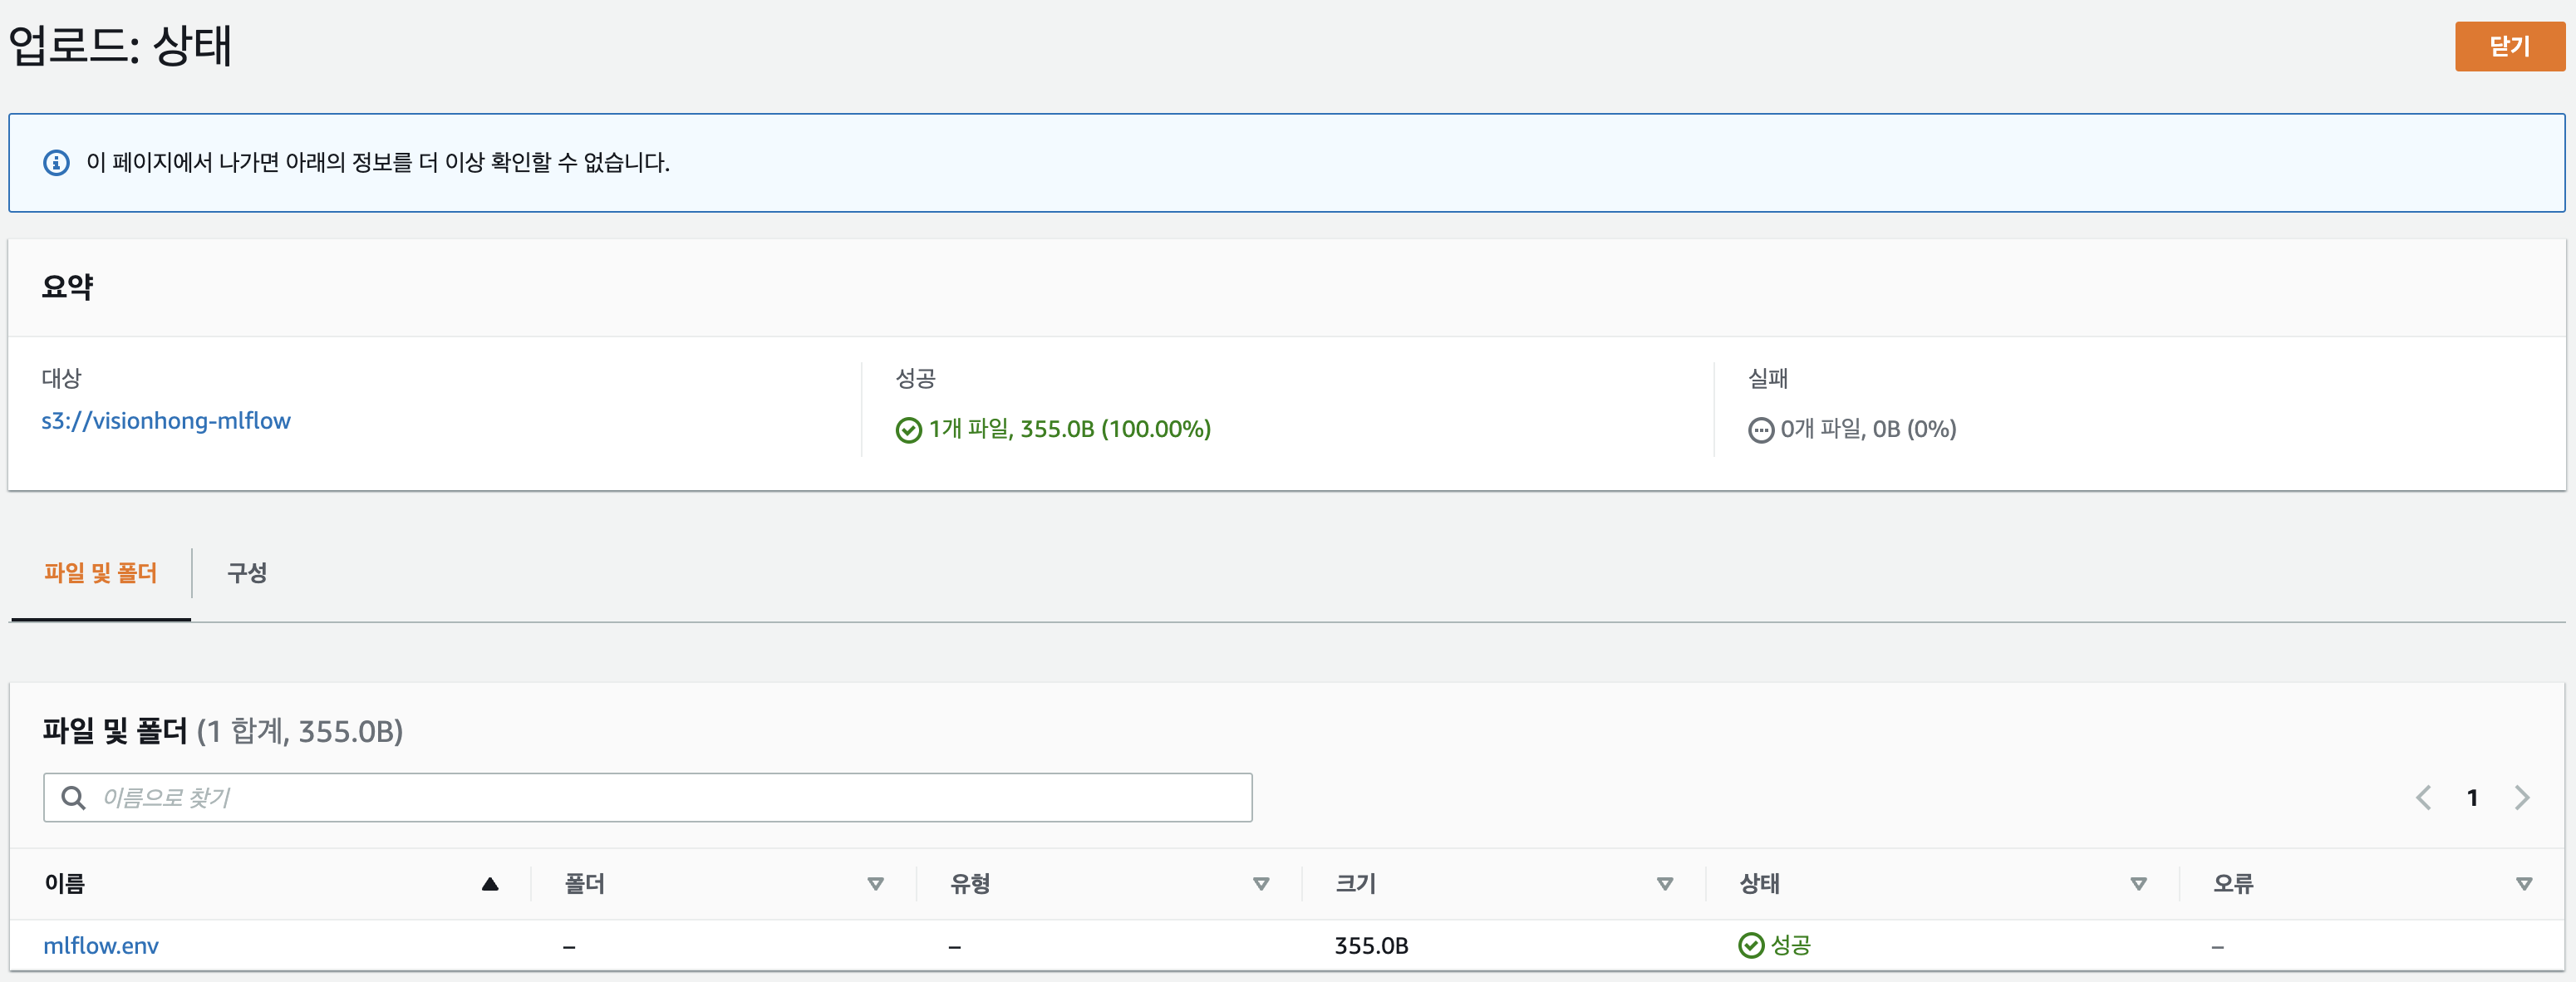 업로드: 상태
닫기
이 페이지에서 나가면 아래의 정보를 더 이상 확인할 수 없습니다.
요약
대상
s3://visionhong-mlflow
성공
1개 파일, 355.0B (100.00%)
실패
0개 파일, 0B (0%)
파일 및 폴더
구성
파일 및 폴더 (1 합계, 355.0B)
이름으로 찾기
1
이름 폴더 유형 크기 상태 오류
mlflow.env – – 355.0B 성공 –